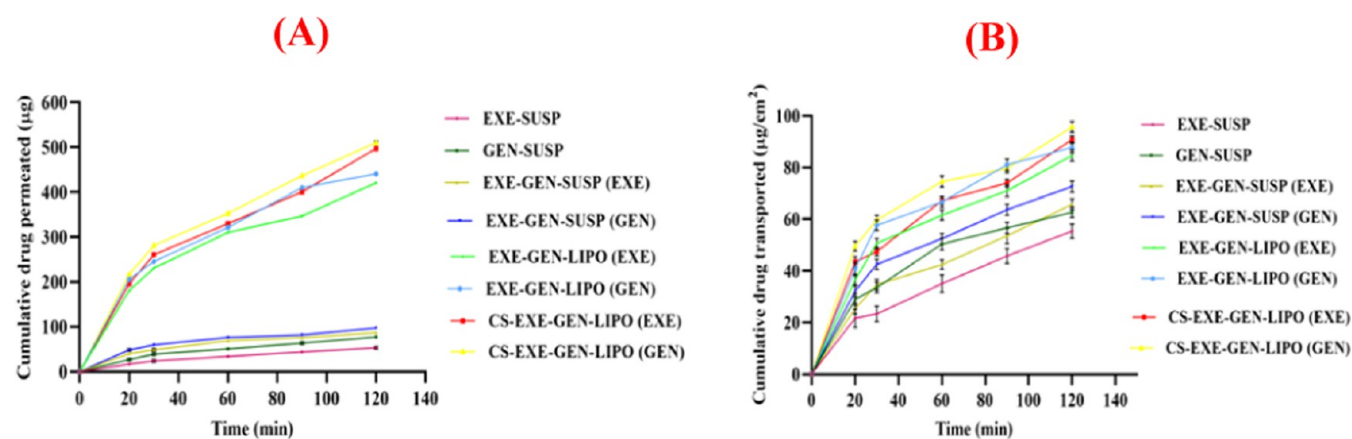 (A)
Cumulative drug permeated (µg)
600
500
400
300
200
100
0
0 20 40 60 80 100 120 140
Time (min)
EXE-SUSP
GEN-SUSP
EXE-GEN-SUSP (EXE)
EXE-GEN-SUSP (GEN)
EXE-GEN-LIPO (EXE)
EXE-GEN-LIPO (GEN)
CS-EXE-GEN-LIPO (EXE)
CS-EXE-GEN-LIPO (GEN)
(B)
Cumulative drug transported (µg/cm²)
100
80
60
40
20
0
0 20 40 60 80 100 120 140
Time (min)
EXE-SUSP
GEN-SUSP
EXE-GEN-SUSP (EXE)
EXE-GEN-SUSP (GEN)
EXE-GEN-LIPO (EXE)
EXE-GEN-LIPO (GEN)
CS-EXE-GEN-LIPO (EXE)
CS-EXE-GEN-LIPO (GEN)